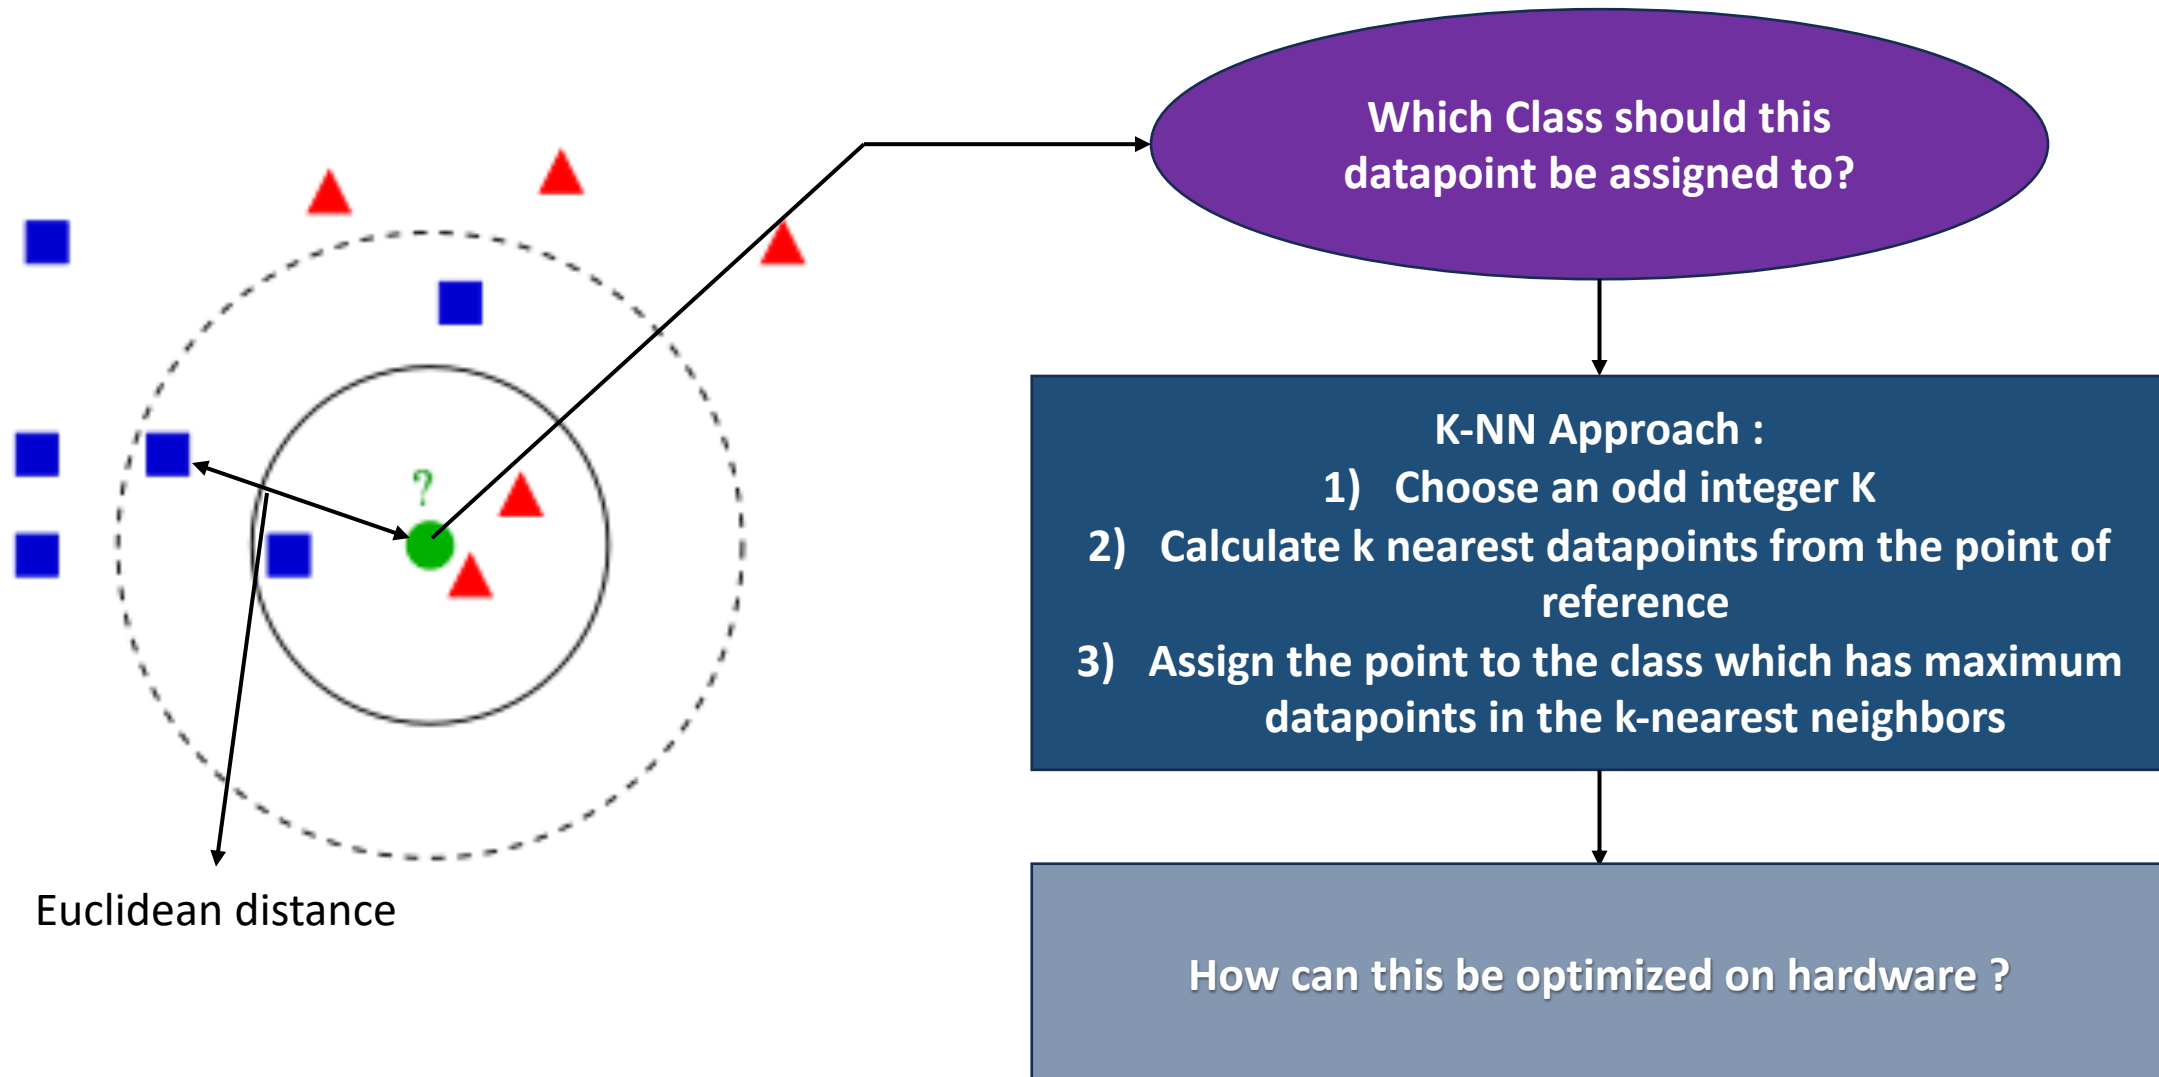 Which Class should this
datapoint be assigned to?
K-NN Approach :
1) Choose an odd integer K
2) Calculate k nearest datapoints from the point of
reference
3) Assign the point to the class which has maximum
datapoints in the k-nearest neighbors
How can this be optimized on hardware ?
?
Euclidean distance